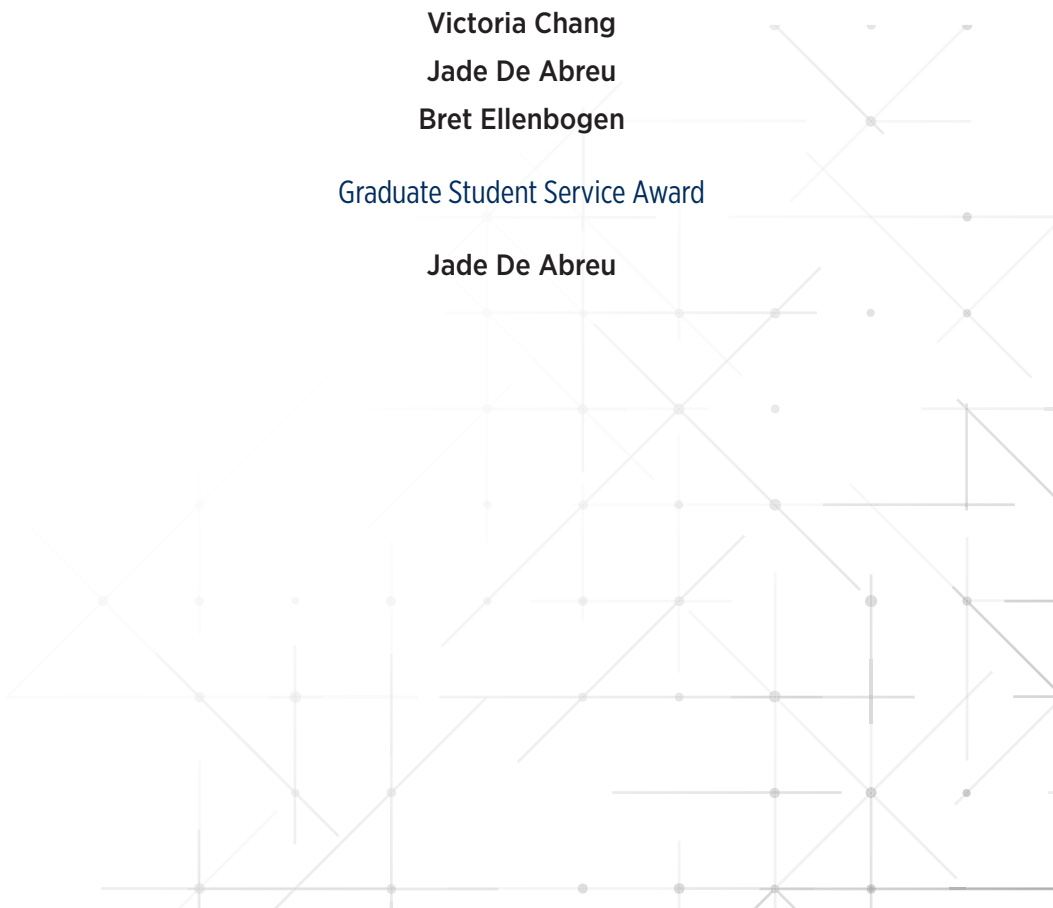 Victoria Chang
Jade De Abreu
Bret Ellenbogen
Graduate Student Service Award
Jade De Abreu